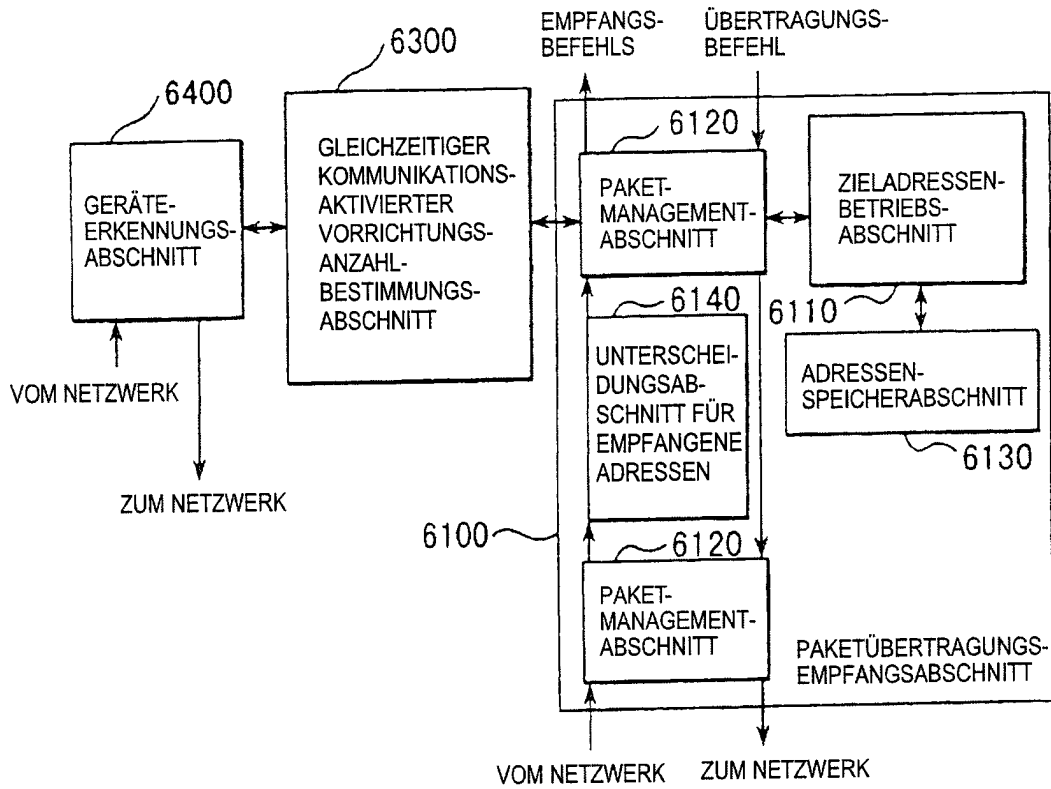 EMPFANGS-
BEFEHLS
ÜBERTRAGUNGS-
BEFEHL
6400
GERÄTE-
ERKENNUNGS-
ABSCHNITT
VOM NETZWERK
ZUM NETZWERK
6300
GLEICHZEITIGER
KOMMUNIKATIONS-
AKTIVIERTER
VORRICHTUNGS-
ANZAHL-
BESTIMMUNGS-
ABSCHNITT
6120
PAKET-
MANAGEMENT-
ABSCHNITT
ZIELADRESSEN-
BETRIEBS-
ABSCHNITT
6110
6140
UNTERSCHEI-
DUNGSAB-
SCHNITT FÜR
EMPFANGENE
ADRESSEN
ADRESSEN-
SPEICHERABSCHNITT
6130
6100
6120
PAKET-
MANAGEMENT-
ABSCHNITT
PAKETÜBERTRAGUNGS-
EMPFANGSABSCHNITT
VOM NETZWERK
ZUM NETZWERK